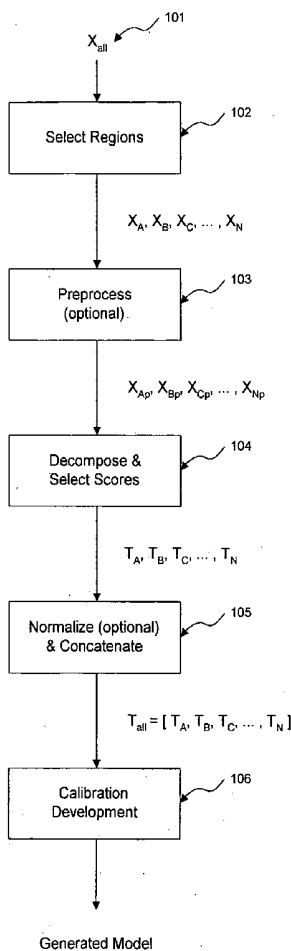 101
X_all
102
Select Regions
X_A, X_B, X_C, ... , X_N
103
Preprocess
(optional)
X_Ap, X_Bp, X_Cp, ... , X_Np
104
Decompose &
Select Scores
T_A, T_B, T_C, ... , T_N
105
Normalize (optional)
& Concatenate
T_all = [ T_A, T_B, T_C, ... , T_N ]
106
Calibration
Development
Generated Model